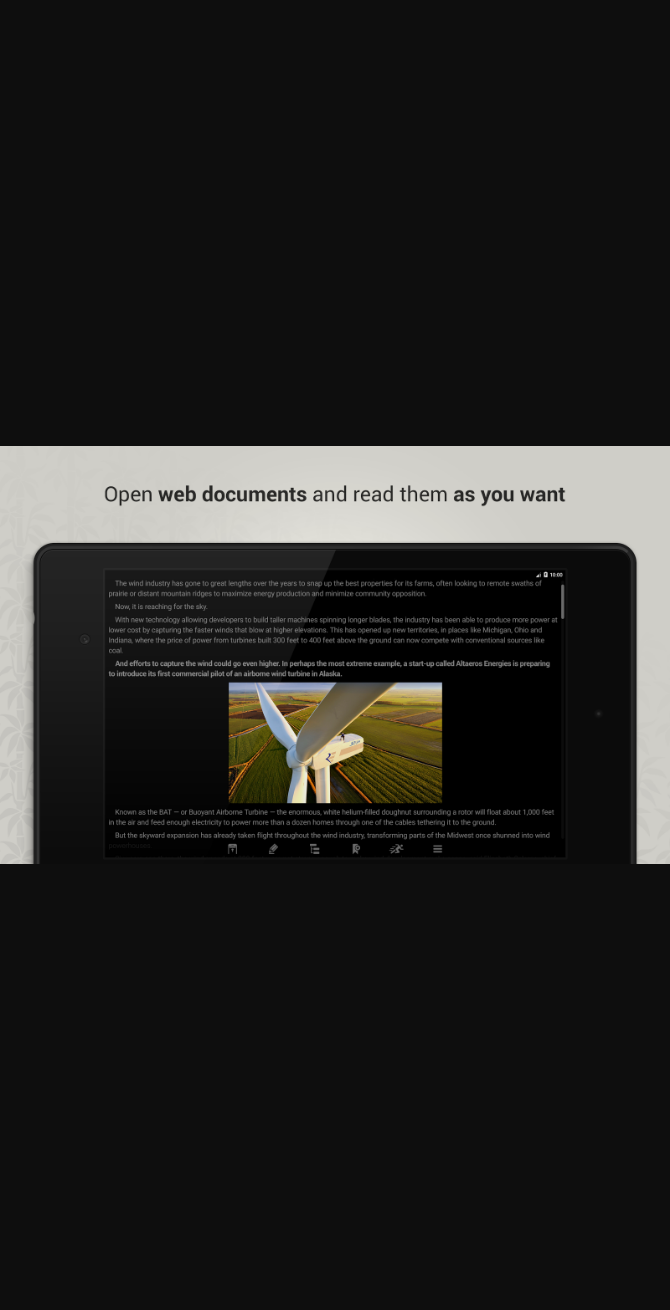 Open web documents and read them as you want
10:03
The wind industry has gone to great lengths over the years to snap up the best properties for its farms, often looking to remote swaths of
prairie or distant mountain ridges to maximize energy production and minimize community opposition.
Now, it is reaching for the sky.
With new technology allowing developers to build taller machines spinning longer blades, the industry has been able to produce more power at
lower cost by capturing the faster winds that blow at higher elevations. This has opened up new territories, in places like Michigan, Ohio and
Indiana, where the price of power from turbines built 300 feet to 400 feet above the ground can now compete with conventional sources like
coal.
And efforts to capture the wind could go even higher. In perhaps the most extreme example, a start-up called Altaeros Energies is preparing
to introduce its first commercial pilot of an airborne wind turbine in Alaska.
Known as the BAT — or Buoyant Airborne Turbine — the enormous, white helium-filled doughnut surrounding a rotor will float about 1,000 feet
in the air and feed enough electricity to power more than a dozen homes through one of the cables tethering it to the ground.
But the skyward expansion has already taken flight throughout the wind industry, transforming parts of the Midwest once shunned into wind